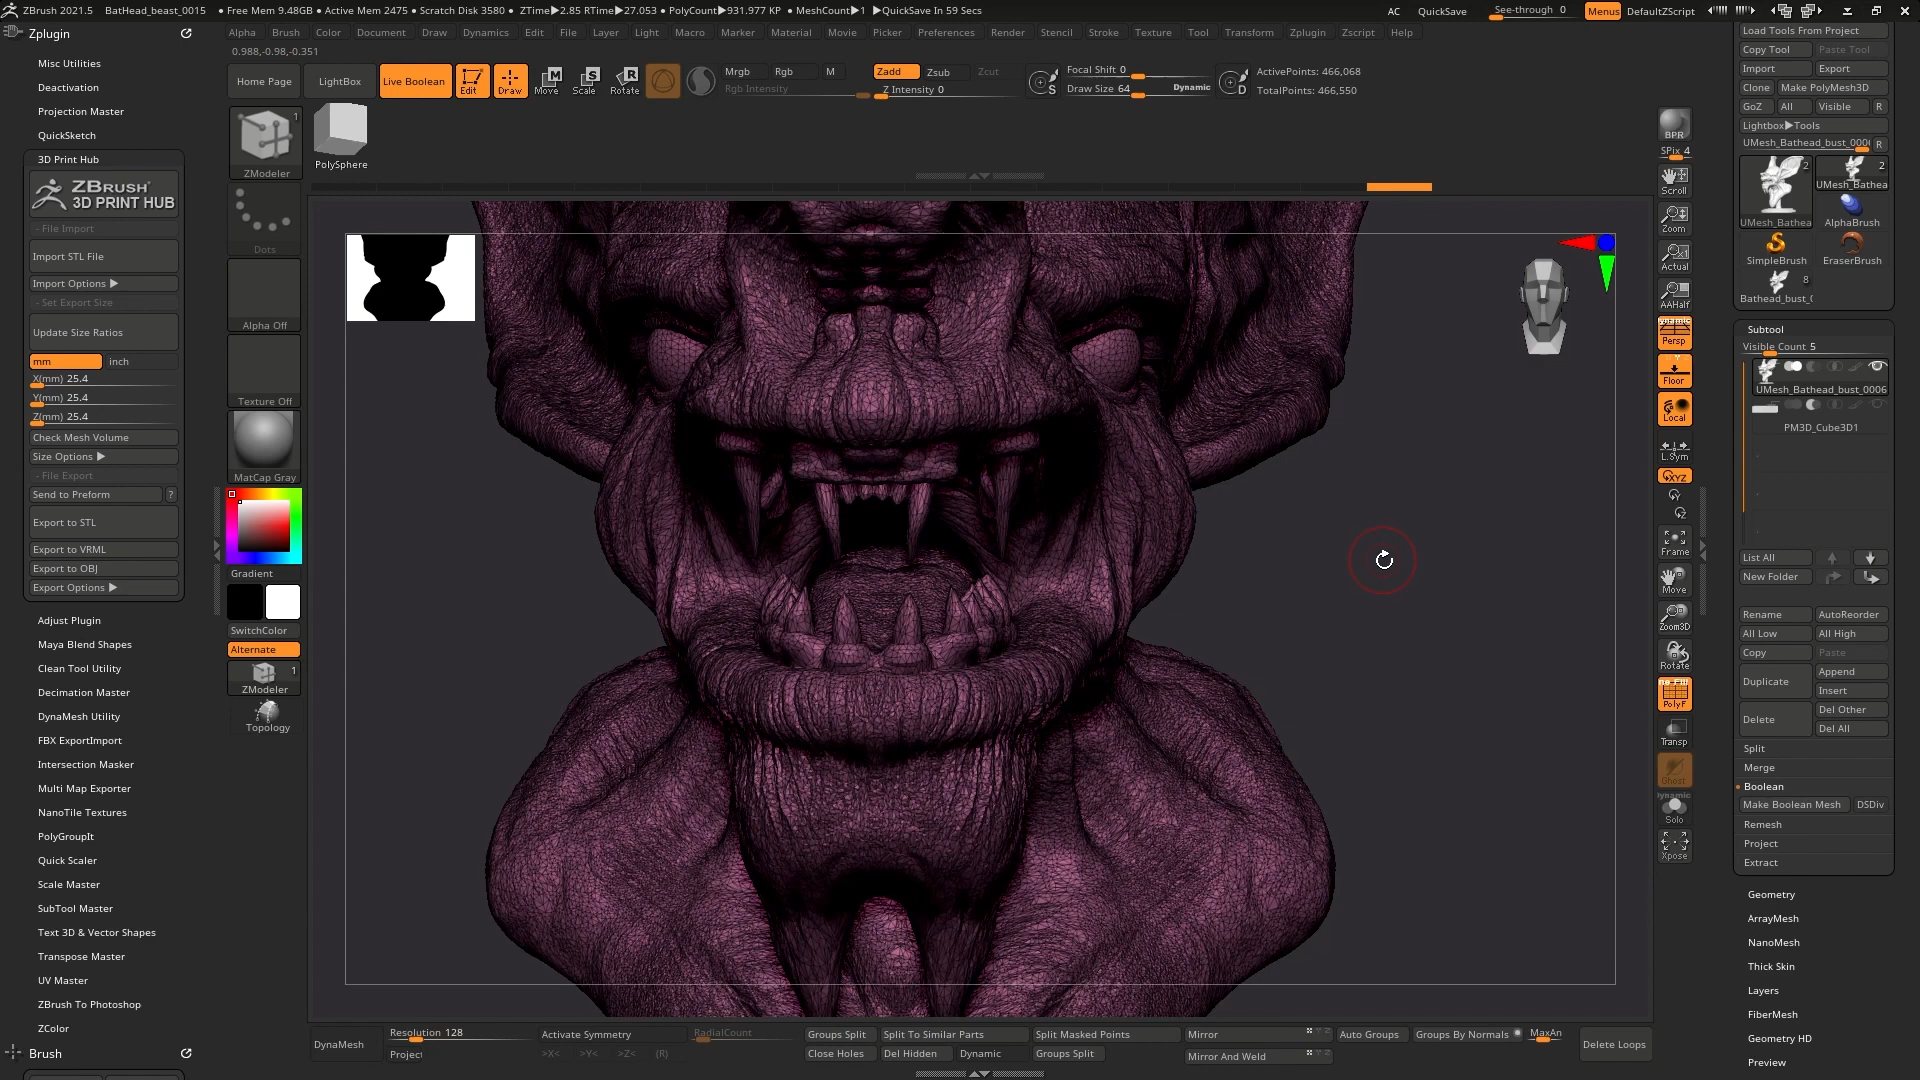 ZBrush 2021.5 BatHead_beast_0015 • Free Mem 9.48GB • Active Mem 2475 • Scratch Disk 3580 • ZTime▶2.85 RTime▶27.053 • PolyCount▶931.977 KP • MeshCount▶1 ▶QuickSave In 59 Secs AC QuickSave See-through 0 Menus DefaultZScript
Zplugin
Alpha Brush Color Document Draw Dynamics Edit File Layer Light Macro Marker Material Movie Picker Preferences Render Stencil Stroke Texture Tool Transform Zplugin Zscript Help
0.988,-0.98,-0.351
Home Page LightBox Live Boolean Edit Draw Move Scale Rotate
Mrgb Rgb M
Rgb Intensity
Zadd Zsub Zcut
Z Intensity 0
Focal Shift 0
Draw Size 64 Dynamic
ActivePoints: 466,068
TotalPoints: 466,550
Misc Utilities
Deactivation
Projection Master
QuickSketch
3D Print Hub
ZBRUSH®
3D PRINT HUB
- File Import
Import STL File
Import Options ▶
- Set Export Size
Update Size Ratios
mm inch
X(mm) 25.4
Y(mm) 25.4
Z(mm) 25.4
Check Mesh Volume
Size Options ▶
- File Export
Send to Preform ?
Export to STL
Export to VRML
Export to OBJ
Export Options ▶
Adjust Plugin
Maya Blend Shapes
Clean Tool Utility
Decimation Master
DynaMesh Utility
FBX ExportImport
Intersection Masker
Multi Map Exporter
NanoTile Textures
PolyGroupIt
Quick Scaler
Scale Master
SubTool Master
Text 3D & Vector Shapes
Transpose Master
UV Master
ZBrush To Photoshop
ZColor
Brush
1
ZModeler
PolySphere
Dots
Alpha Off
Texture Off
MatCap Gray
Gradient
SwitchColor
Alternate
1
ZModeler
Topology
BPR
SPix 4
Scroll
Zoom
Actual
AAHalf
Persp
Floor
Local
L.Sym
XYZ
Y
Z
Frame
Move
Zoom3D
Rotate
PolyF
Transp
Ghost
Dynamic
Solo
Xpose
Load Tools From Project
Copy Tool Paste Tool
Import Export
Clone Make PolyMesh3D
GoZ All Visible R
Lightbox▶Tools
UMesh_Bathead_bust_000 R
2 2
UMesh_Bathea
UMesh_Bathea AlphaBrush
SimpleBrush EraserBrush
8
Bathead_bust_(
Subtool
Visible Count 5
UMesh_Bathead_bust_0006
PM3D_Cube3D1
List All
New Folder
Rename AutoReorder
All Low All High
Copy Paste
Duplicate Append
Insert
Delete Del Other
Del All
Split
Merge
Boolean
Make Boolean Mesh DSDiv
Remesh
Project
Extract
Geometry
ArrayMesh
NanoMesh
Thick Skin
Layers
FiberMesh
Geometry HD
Preview
DynaMesh
Resolution 128
Project
Activate Symmetry
>X< >Y< >Z< (R)
RadialCount
Groups Split Split To Similar Parts Split Masked Points Mirror Auto Groups Groups By Normals MaxAn
Close Holes Del Hidden Dynamic Groups Split Mirror And Weld Delete Loops